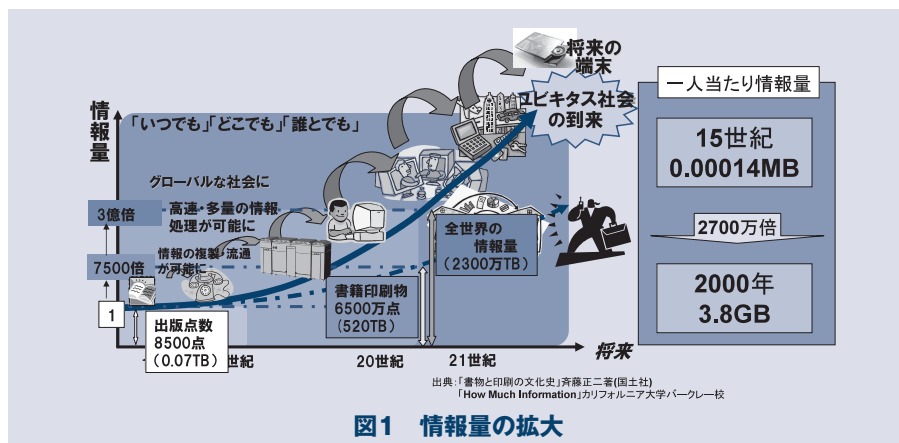 将来の
端末
ユビキタス社会
の到来
情報量
「いつでも」「どこでも」「誰とでも」
グローバルな社会に
高速・多量の情報
処理が可能に
情報の複製・流通
が可能に
3億倍
7500倍
1
出版点数
8500点
(0.07TB)
書籍印刷物
6500万点
(520TB)
全世界の
情報量
(2300万TB)
世紀
20世紀
21世紀
将来
一人当たり情報量
15世紀
0.00014MB
2700万倍
2000年
3.8GB
出典:「書物と印刷の文化史」斉藤正二著(国土社)
「How Much Information」カリフォルニア大学バークレー校
図1 情報量の拡大